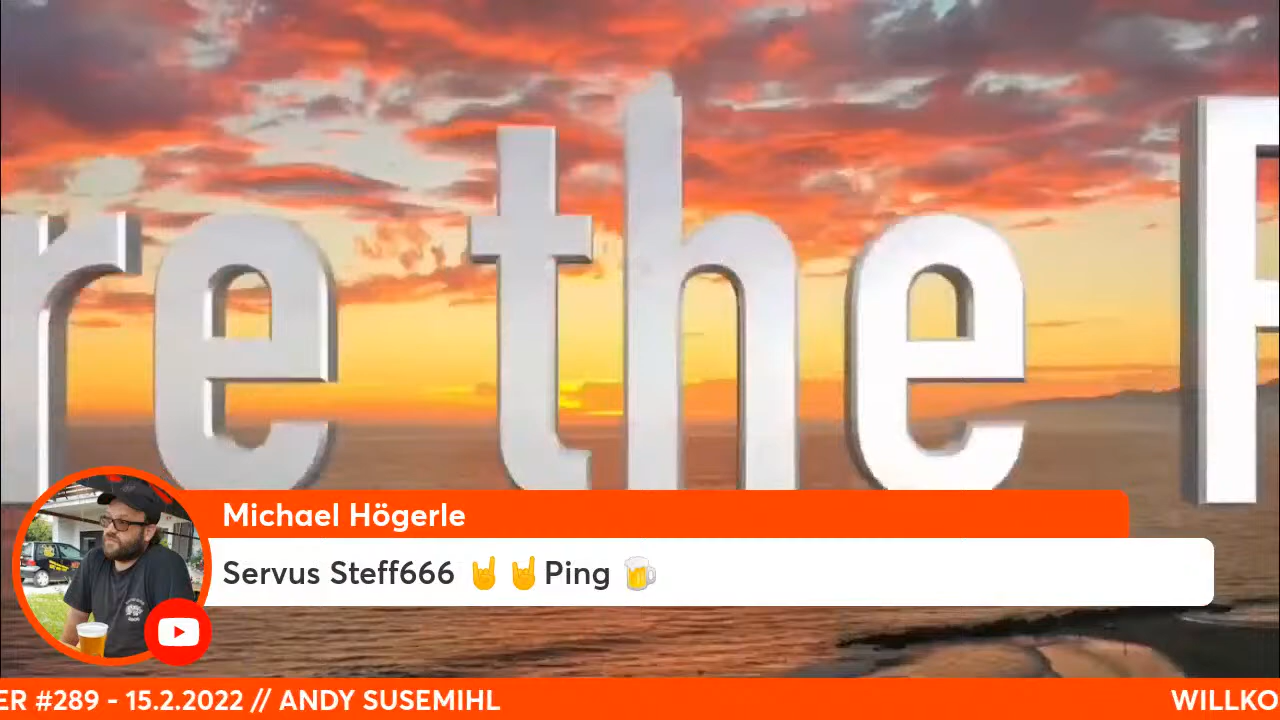 re the F
Michael Högerle
Servus Steff666 🤘🤘Ping 🍺
ER #289 - 15.2.2022 // ANDY SUSEMIHL WILLKO